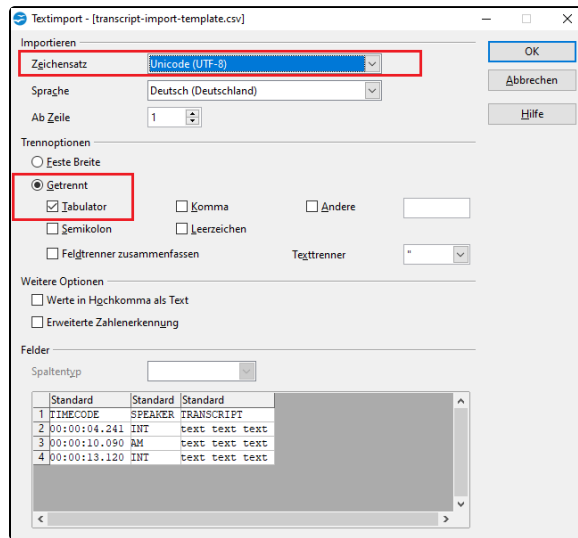 Textimport - [transcript-import-template.csv]
Importieren
OK
Zeichensatz Unicode (UTF-8)
Abbrechen
Sprache Deutsch (Deutschland)
Hilfe
Ab Zeile 1
Trennoptionen
Feste Breite
Getrennt
Tabulator Komma Andere
Semikolon Leerzeichen
Feldtrenner zusammenfassen Texttrenner "
Weitere Optionen
Werte in Hochkomma als Text
Erweiterte Zahlenerkennung
Felder
Spaltentyp
Standard Standard Standard
1 TIMECODE SPEAKER TRANSCRIPT
2 00:00:04.241 INT text text text
3 00:00:10.090 AM text text text
4 00:00:13.120 INT text text text